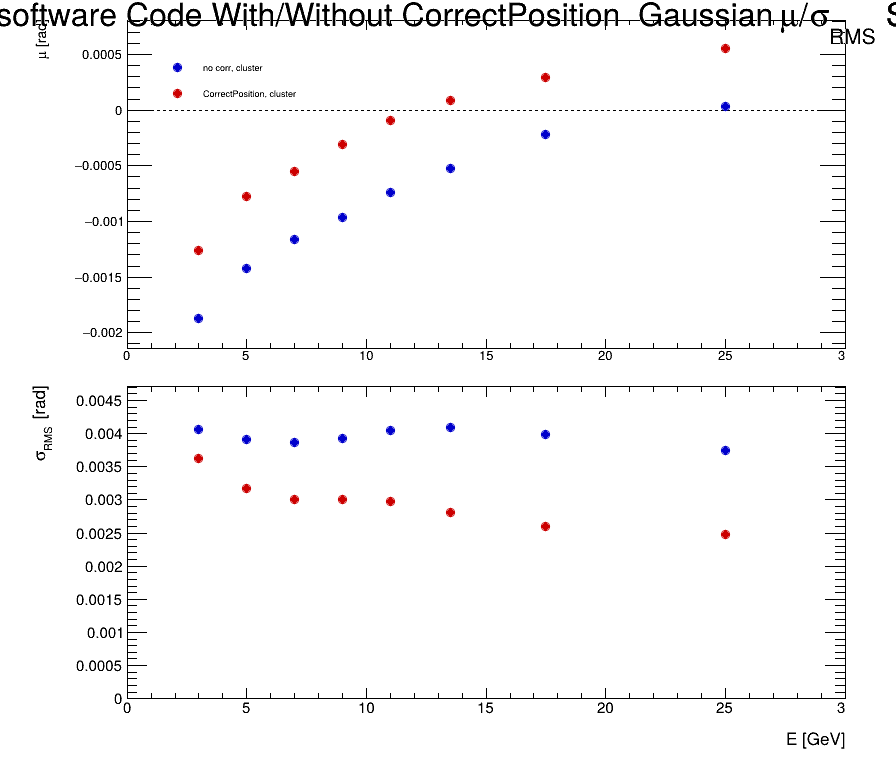 software Code With/Without CorrectPosition Gaussian μ/σ_RMS S
μ [rad]
0.0005
0
−0.0005
−0.001
−0.0015
−0.002
no corr, cluster
CorrectPosition, cluster
0 5 10 15 20 25 3
σ_RMS [rad]
0.0045
0.004
0.0035
0.003
0.0025
0.002
0.0015
0.001
0.0005
0
0 5 10 15 20 25 3
E [GeV]